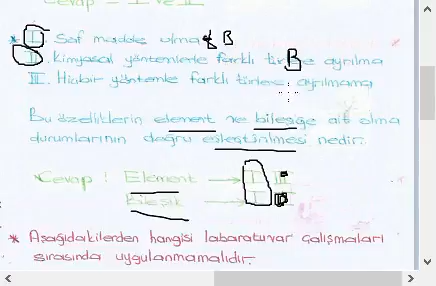 Cevap = I ve II
* I. Saf madde olma B
II. Kimyasal yöntemlerle farklı türlere ayrılma B
III. Hiçbir yöntemle farklı türlere ayrılmama
Bu özelliklerin element ve bileşiğe ait olma
durumlarının doğru eşleştirilmesi nedir.
Cevap : Element → I III
Bileşik → I II
* Aşağıdakilerden hangisi labaratuvar çalışmaları
sırasında uygulanmamalıdır.